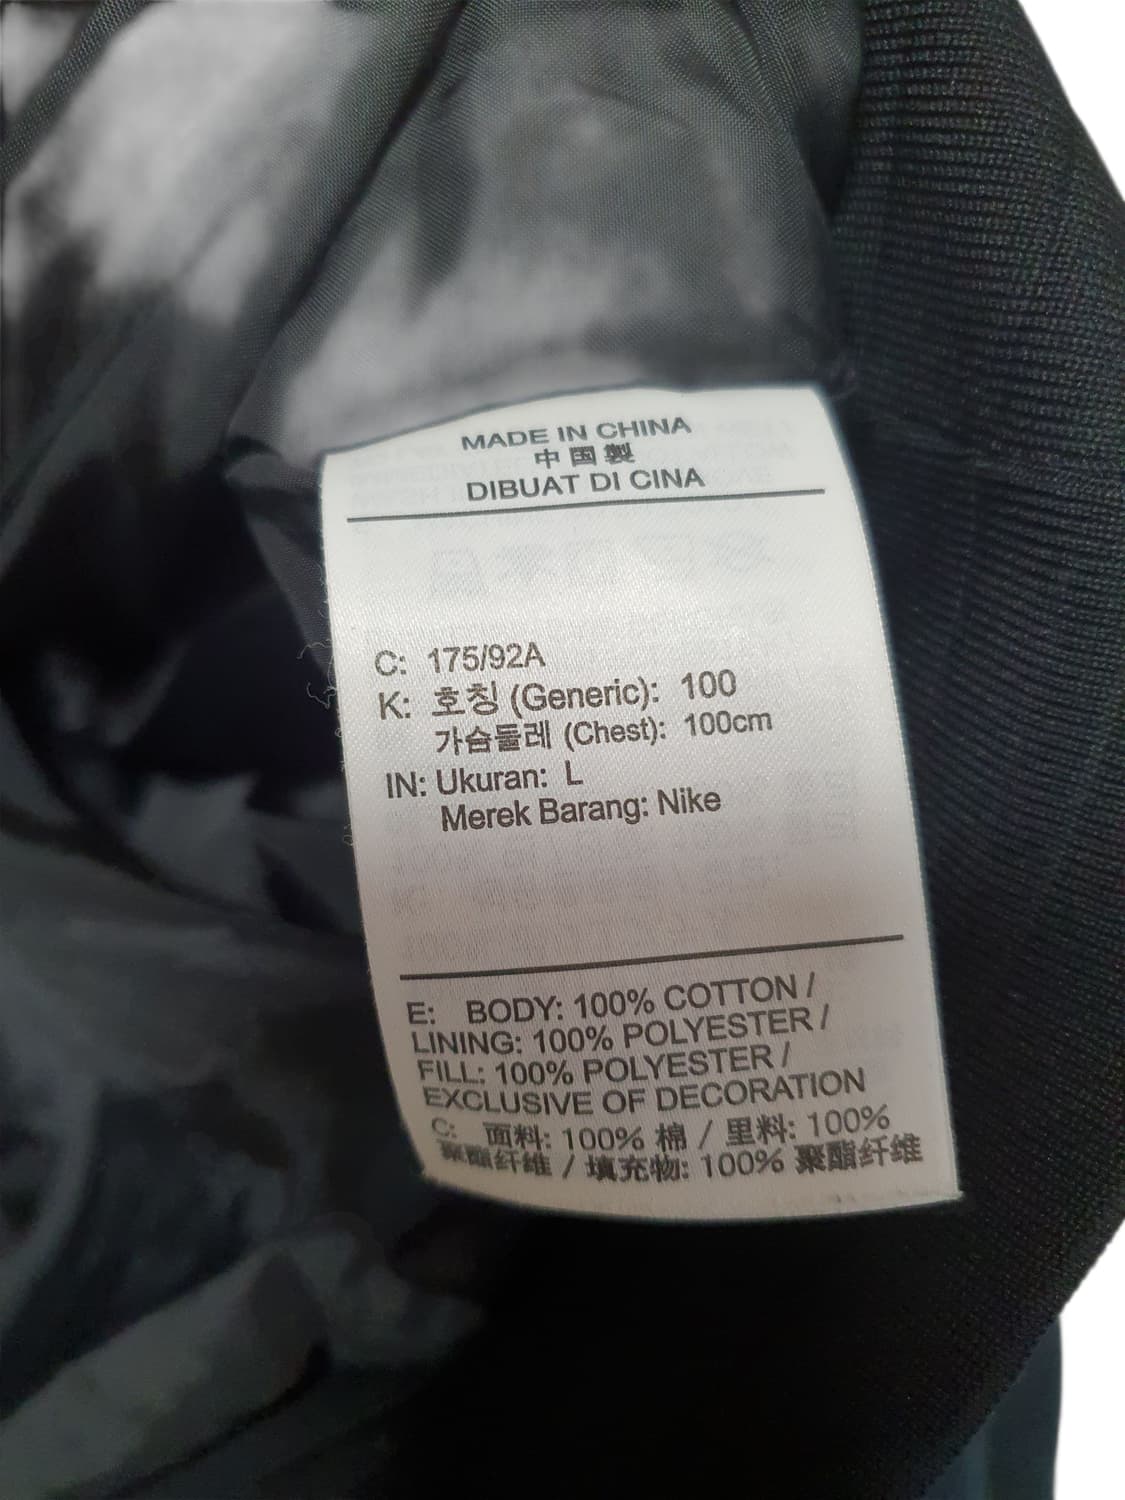 MADE IN CHINA
中国製
DIBUAT DI CINA
C: 175/92A
K: 호칭 (Generic): 100
가슴둘레 (Chest): 100cm
IN: Ukuran: L
Merek Barang: Nike
E: BODY: 100% COTTON /
LINING: 100% POLYESTER /
FILL: 100% POLYESTER /
EXCLUSIVE OF DECORATION
C: 面料: 100% 棉 / 里料: 100%
聚酯纤维 / 填充物: 100% 聚酯纤维